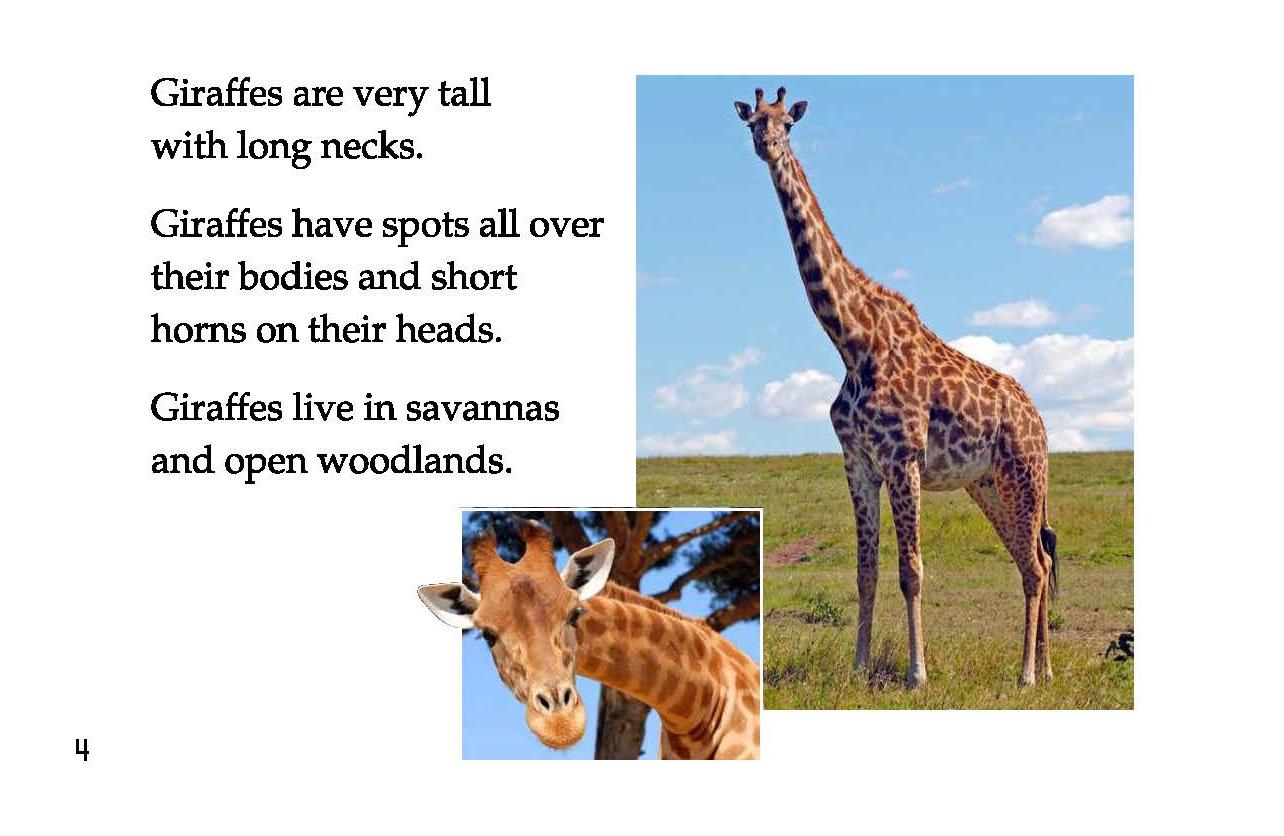 Giraffes are very tall
with long necks.
Giraffes have spots all over
their bodies and short
horns on their heads.
Giraffes live in savannas
and open woodlands.
4